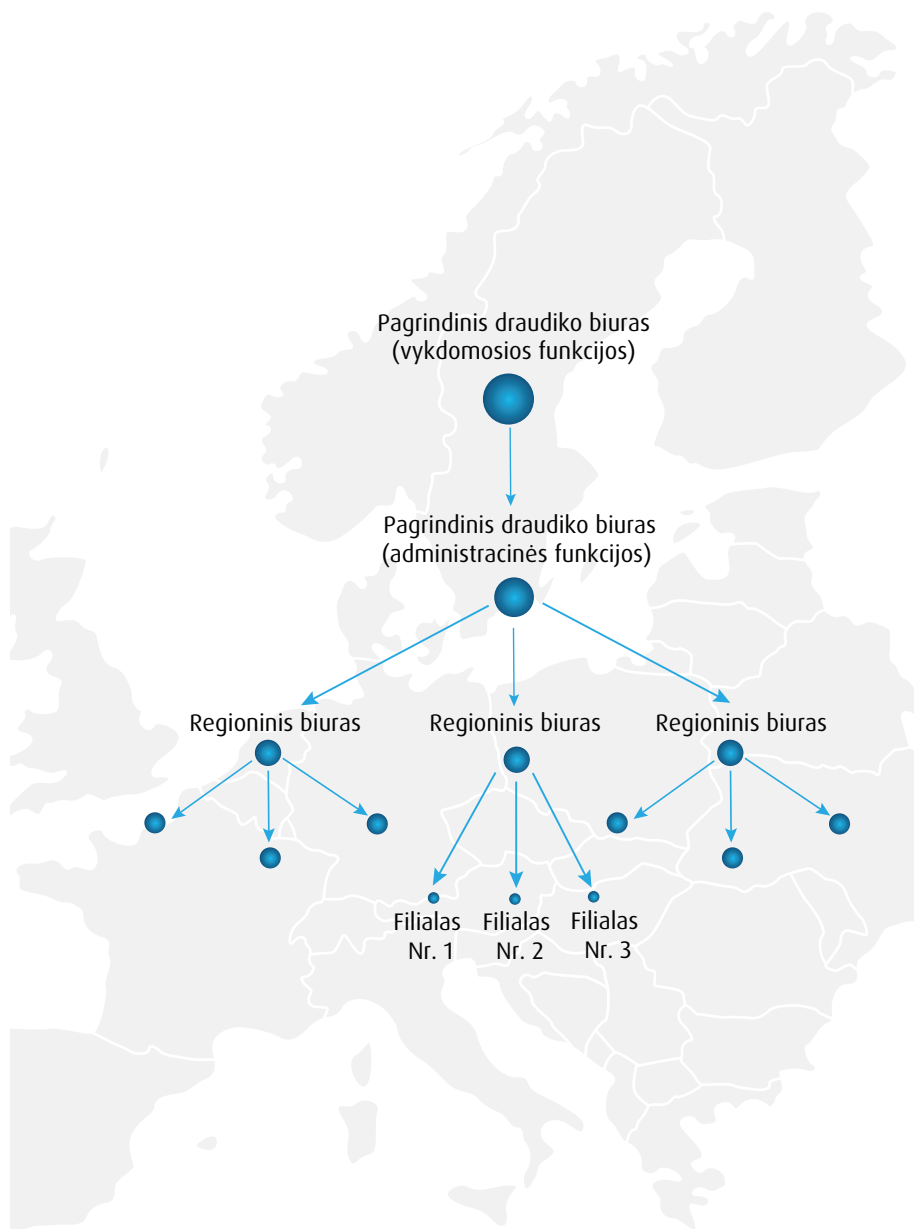 Pagrindinis draudiko biuras
(vykdomosios funkcijos)
Pagrindinis draudiko biuras
(administracinės funkcijos)
Regioninis biuras
Regioninis biuras
Regioninis biuras
Filialas
Nr. 1
Filialas
Nr. 2
Filialas
Nr. 3